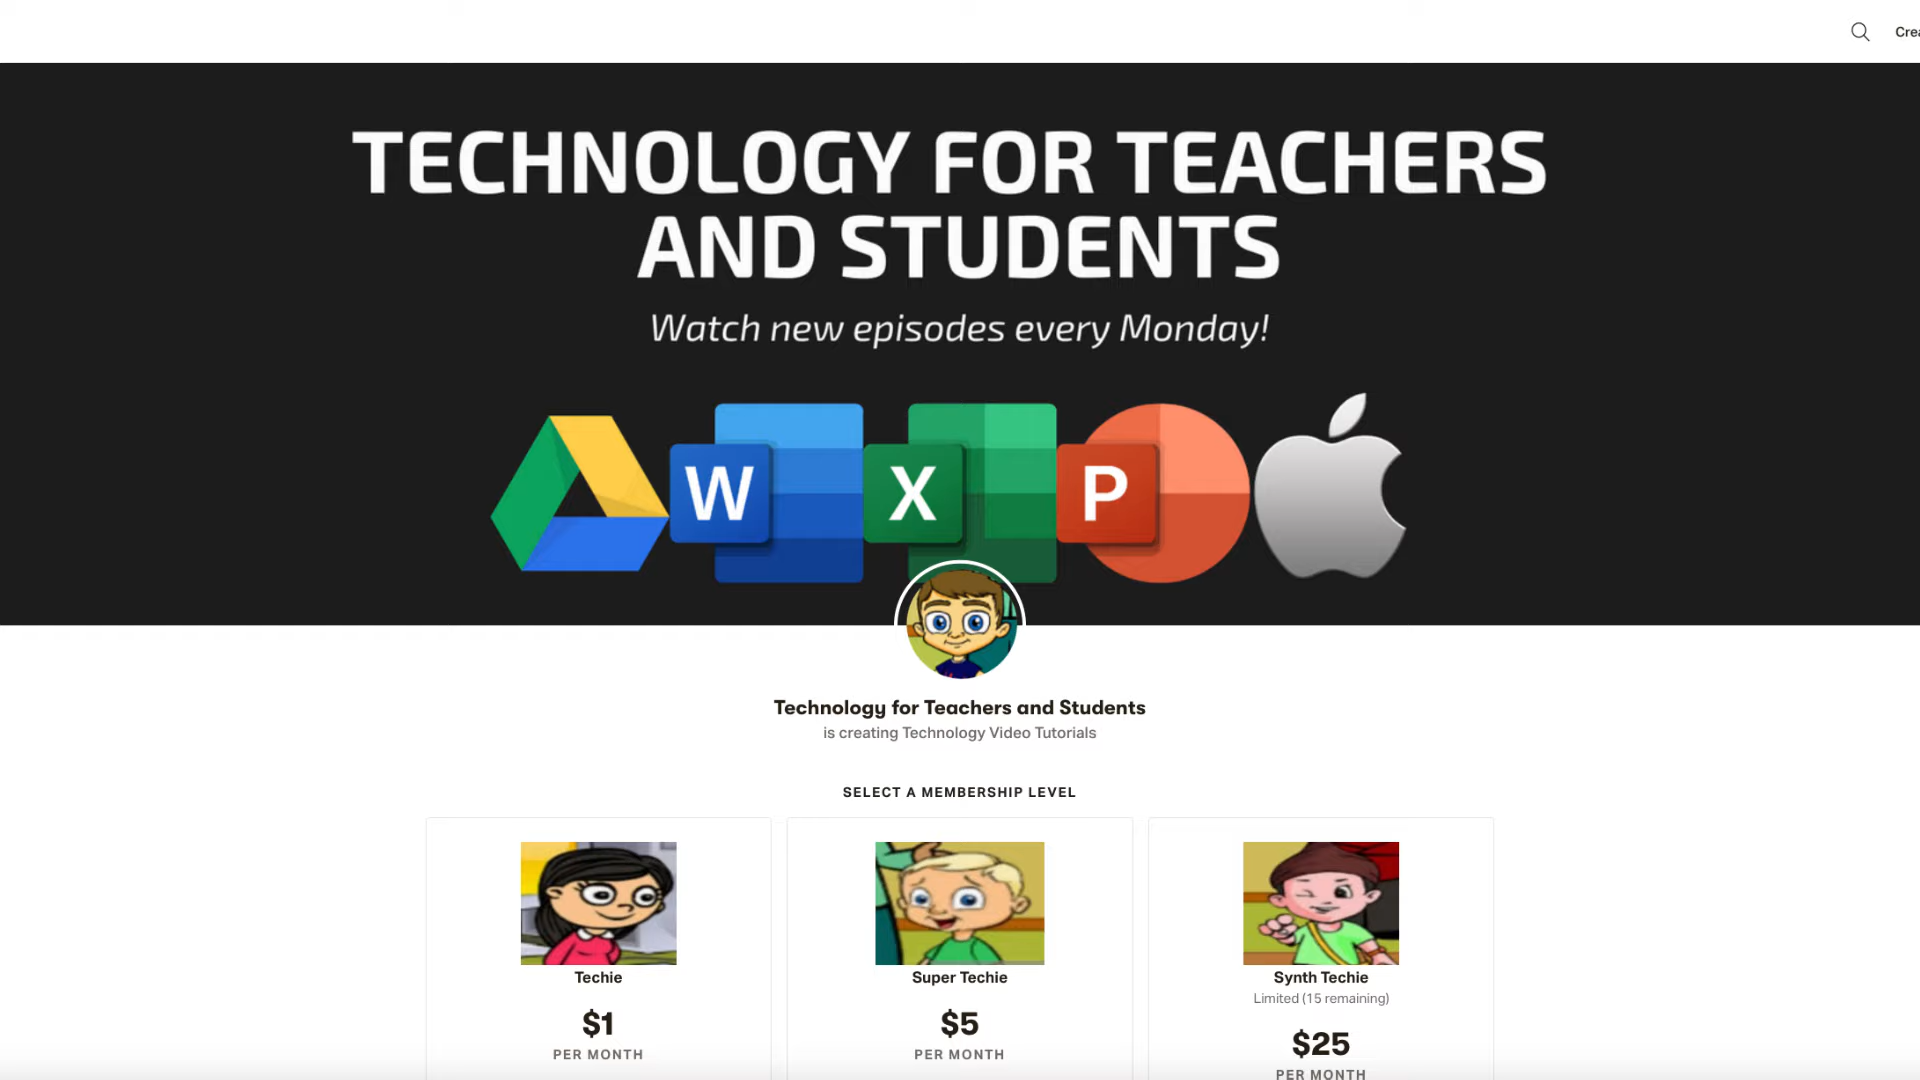 Crea
TECHNOLOGY FOR TEACHERS
AND STUDENTS
Watch new episodes every Monday!
W X P
Technology for Teachers and Students
is creating Technology Video Tutorials
SELECT A MEMBERSHIP LEVEL
Techie
$1
PER MONTH
Super Techie
$5
PER MONTH
Synth Techie
Limited (15 remaining)
$25
PER MONTH